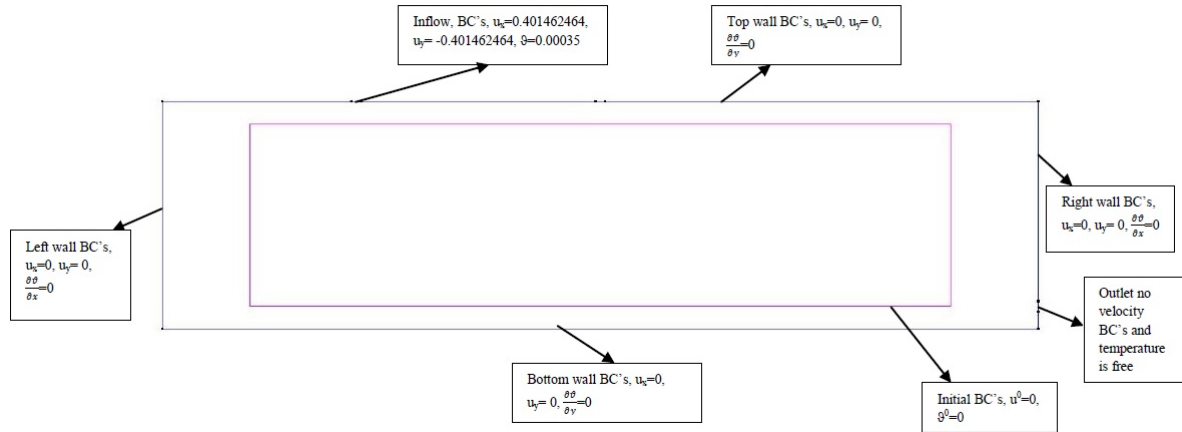 Inflow, BC's, uₓ=0.401462464,
uᵧ= -0.401462464, ϑ=0.00035
Top wall BC's, uₓ=0, uᵧ= 0,
∂ϑ/∂y=0
Right wall BC's,
uₓ=0, uᵧ= 0, ∂ϑ/∂x=0
Left wall BC's,
uₓ=0, uᵧ= 0,
∂ϑ/∂x=0
Outlet no
velocity
BC's and
temperature
is free
Bottom wall BC's, uₓ=0,
uᵧ= 0, ∂ϑ/∂y=0
Initial BC's, u⁰=0,
ϑ⁰=0